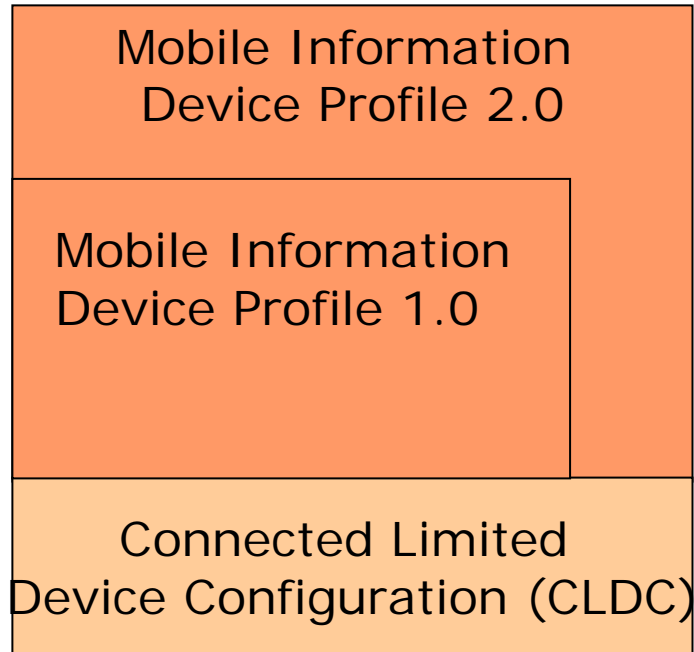 Mobile Information
Device Profile 2.0
Mobile Information
Device Profile 1.0
Connected Limited
Device Configuration (CLDC)